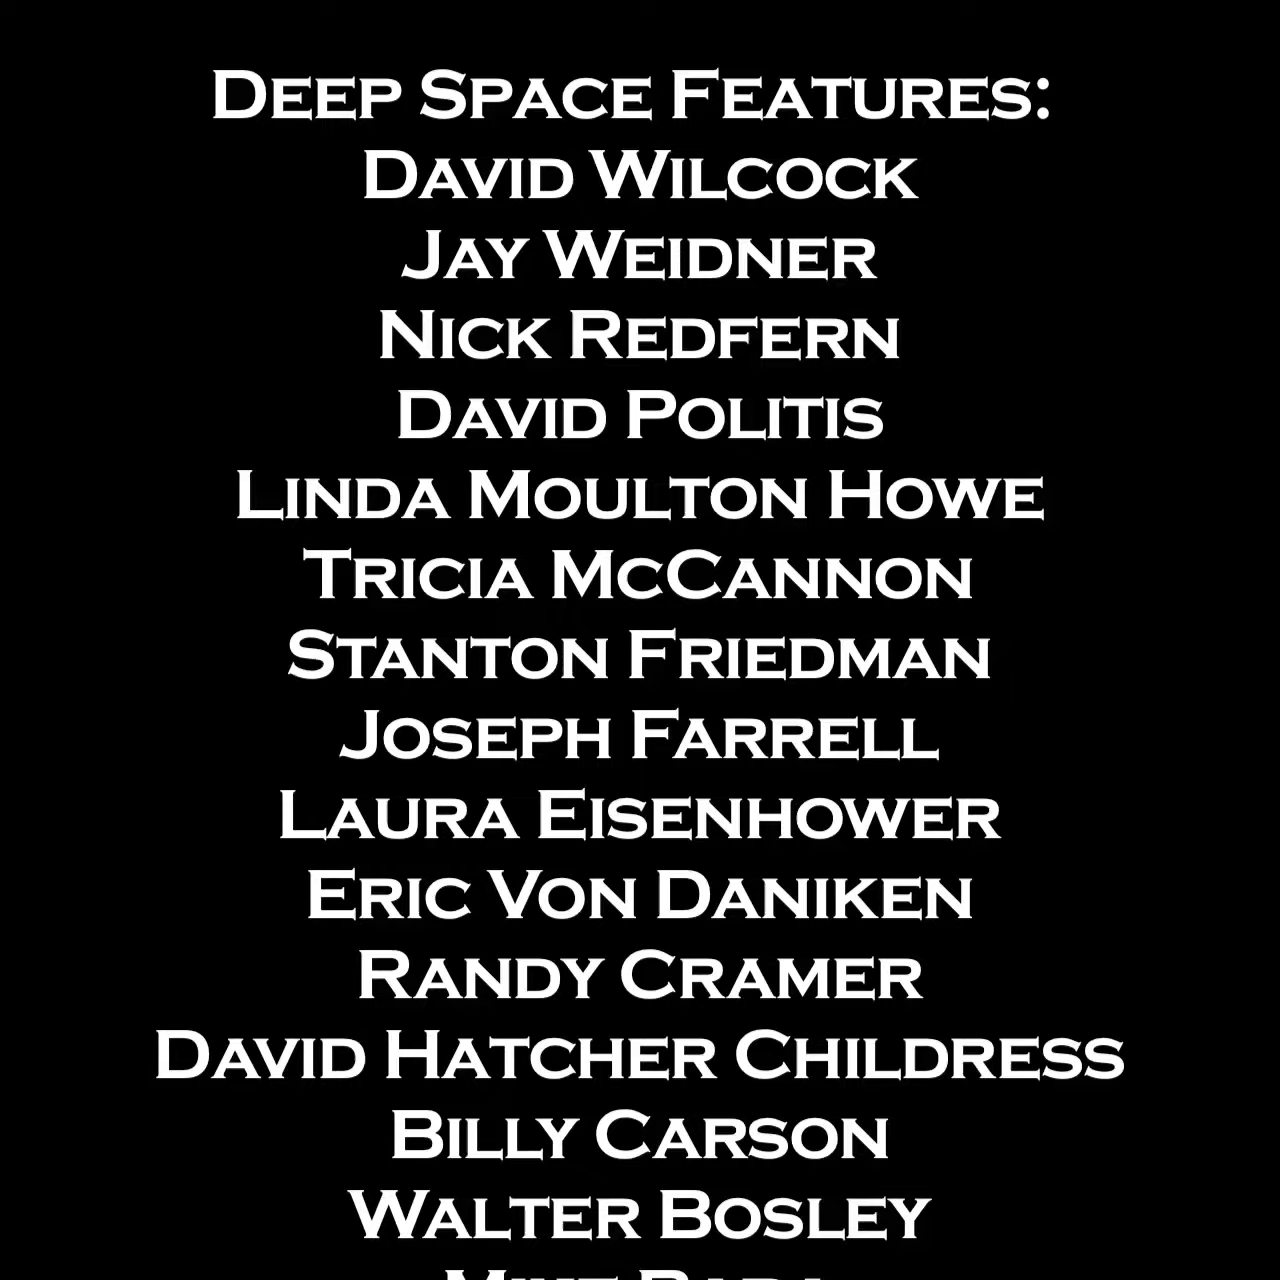 Deep Space Features:
David Wilcock
Jay Weidner
Nick Redfern
David Politis
Linda Moulton Howe
Tricia McCannon
Stanton Friedman
Joseph Farrell
Laura Eisenhower
Eric Von Daniken
Randy Cramer
David Hatcher Childress
Billy Carson
Walter Bosley